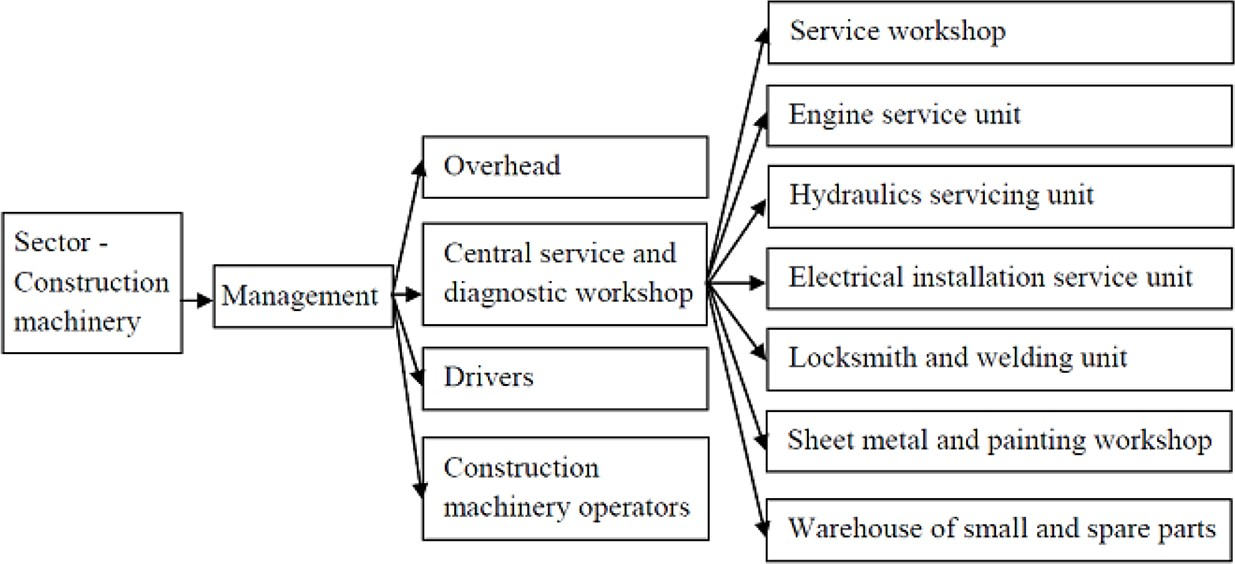 Sector -
Construction
machinery
Management
Overhead
Central service and
diagnostic workshop
Drivers
Construction
machinery operators
Service workshop
Engine service unit
Hydraulics servicing unit
Electrical installation service unit
Locksmith and welding unit
Sheet metal and painting workshop
Warehouse of small and spare parts